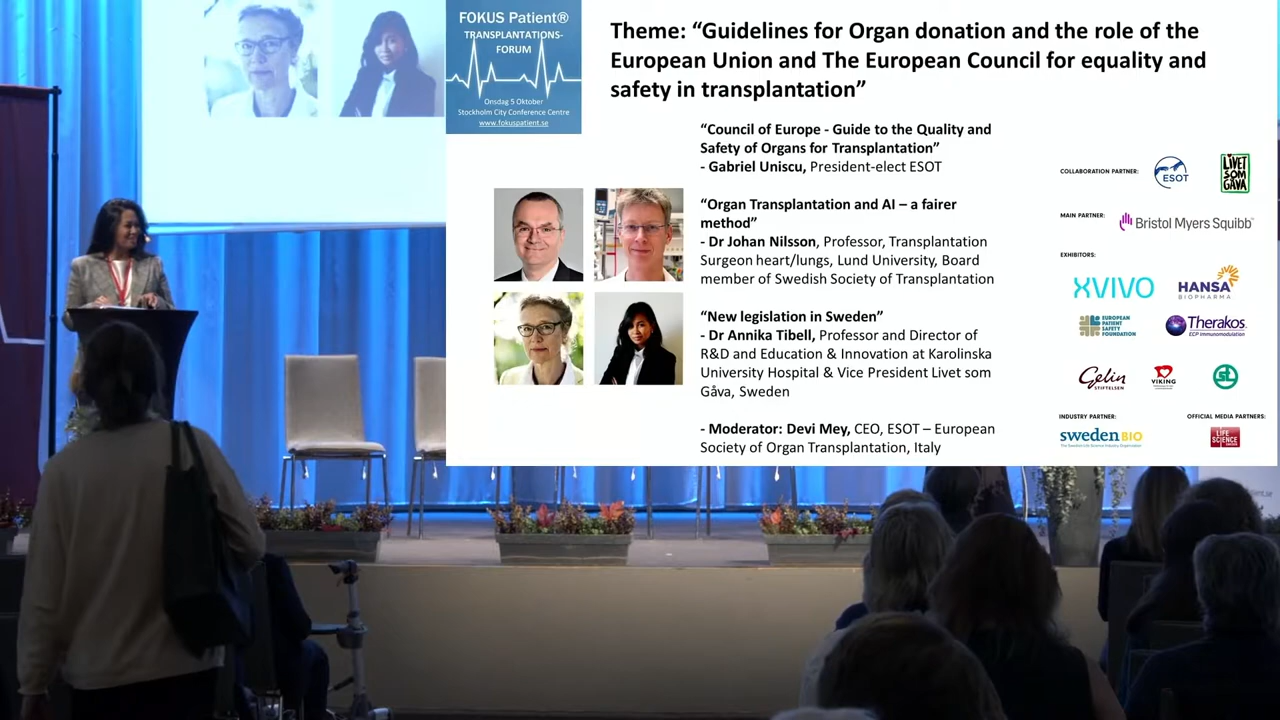 FOKUS Patient®
TRANSPLANTATIONS-
FORUM
Onsdag 5 Oktober
Stockholm City Conference Centre
www.fokuspatient.se
Theme: “Guidelines for Organ donation and the role of the
European Union and The European Council for equality and
safety in transplantation”
“Council of Europe - Guide to the Quality and
Safety of Organs for Transplantation”
- Gabriel Uniscu, President-elect ESOT
“Organ Transplantation and AI – a fairer
method”
- Dr Johan Nilsson, Professor, Transplantation
Surgeon heart/lungs, Lund University, Board
member of Swedish Society of Transplantation
“New legislation in Sweden”
- Dr Annika Tibell, Professor and Director of
R&D and Education & Innovation at Karolinska
University Hospital & Vice President Livet som
Gåva, Sweden
- Moderator: Devi Mey, CEO, ESOT – European
Society of Organ Transplantation, Italy
COLLABORATION PARTNER:
ESOT
LIVET
SOM
GÅVA
MAIN PARTNER:
Bristol Myers Squibb™
EXHIBITORS:
XVIVO
HANSA
BIOPHARMA
EUROPEAN
PATIENT
SAFETY
FOUNDATION
Therakos
ECP Immunomodulation
Gelin
STIFTELSEN
VIKING
INDUSTRY PARTNER:
sweden BIO
OFFICIAL MEDIA PARTNERS:
LIFE
SCIENCE